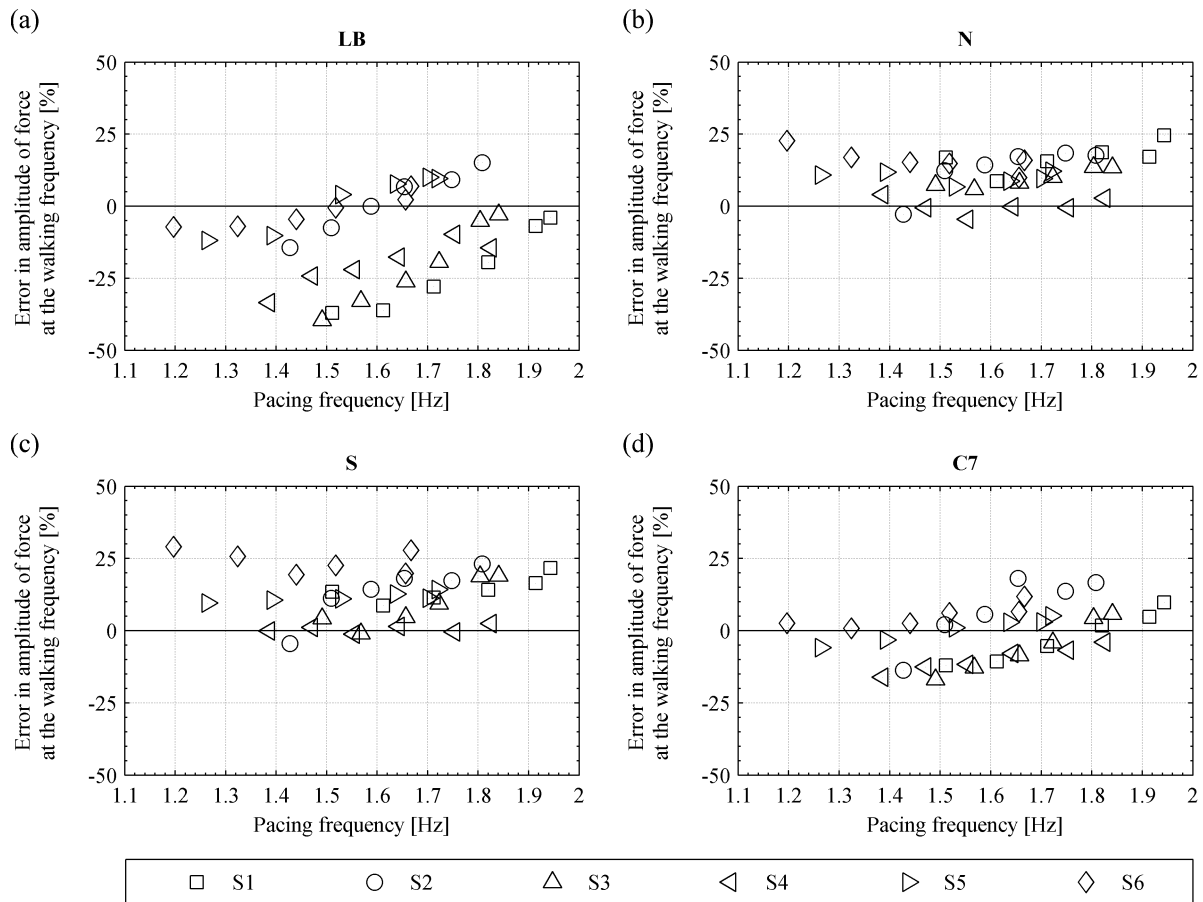 (a)
LB
Error in amplitude of force
at the walking frequency [%]
50
25
0
-25
-50
1.1 1.2 1.3 1.4 1.5 1.6 1.7 1.8 1.9 2
Pacing frequency [Hz]
(b)
N
Error in amplitude of force
at the walking frequency [%]
50
25
0
-25
-50
1.1 1.2 1.3 1.4 1.5 1.6 1.7 1.8 1.9 2
Pacing frequency [Hz]
(c)
S
Error in amplitude of force
at the walking frequency [%]
50
25
0
-25
-50
1.1 1.2 1.3 1.4 1.5 1.6 1.7 1.8 1.9 2
Pacing frequency [Hz]
(d)
C7
Error in amplitude of force
at the walking frequency [%]
50
25
0
-25
-50
1.1 1.2 1.3 1.4 1.5 1.6 1.7 1.8 1.9 2
Pacing frequency [Hz]
S1 S2 S3 S4 S5 S6